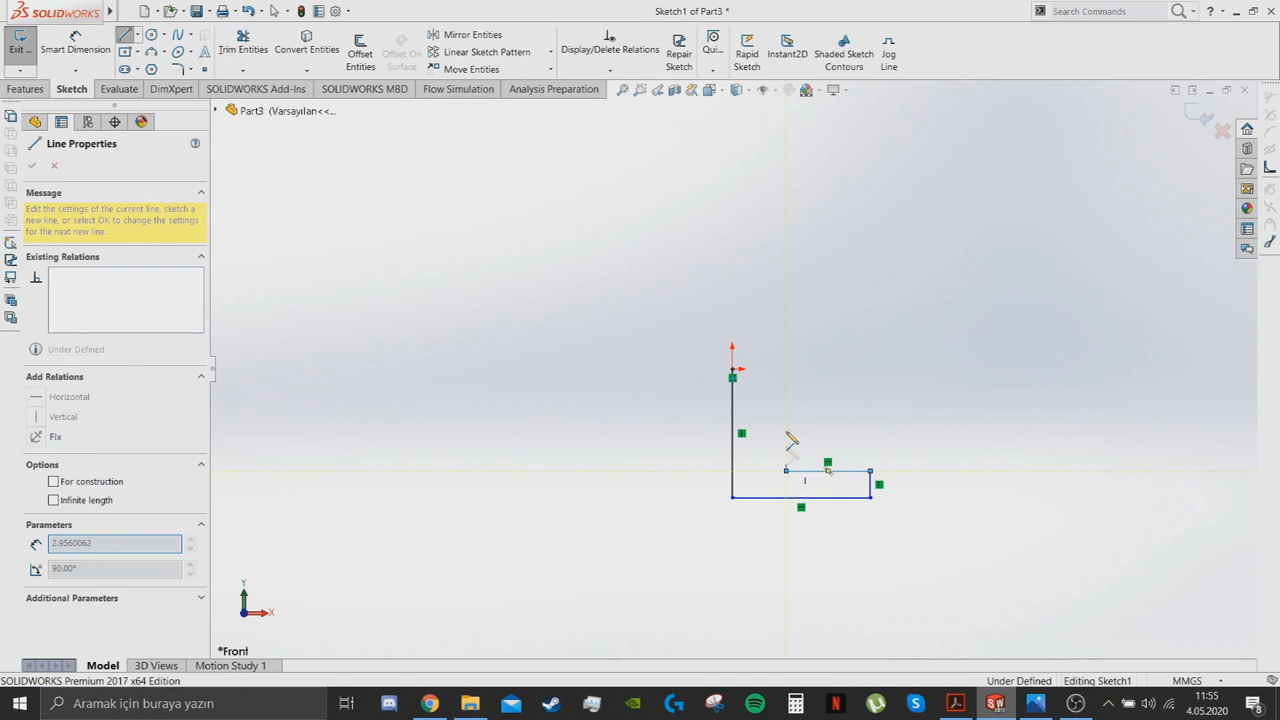 SOLIDWORKS
Sketch1 of Part3 *
Search Commands
Exit ...
Smart Dimension
Trim Entities
Convert Entities
Offset Entities
Offset On Surface
Mirror Entities
Linear Sketch Pattern
Move Entities
Display/Delete Relations
Repair Sketch
Qui...
Rapid Sketch
Instant2D
Shaded Sketch Contours
Jog Line
Features
Sketch
Evaluate
DimXpert
SOLIDWORKS Add-Ins
SOLIDWORKS MBD
Flow Simulation
Analysis Preparation
Part3 (Varsayılan<<...
Line Properties
Message
Edit the settings of the current line, sketch a
new line, or select OK to change the settings
for the next new line.
Existing Relations
Under Defined
Add Relations
Horizontal
Vertical
Fix
Options
For construction
Infinite length
Parameters
2.9560062
90.00°
Additional Parameters
Y
X
*Front
Model
3D Views
Motion Study 1
SOLIDWORKS Premium 2017 x64 Edition
Under Defined
Editing Sketch1
MMGS
Aramak için buraya yazın
11:55
4.05.2020
8